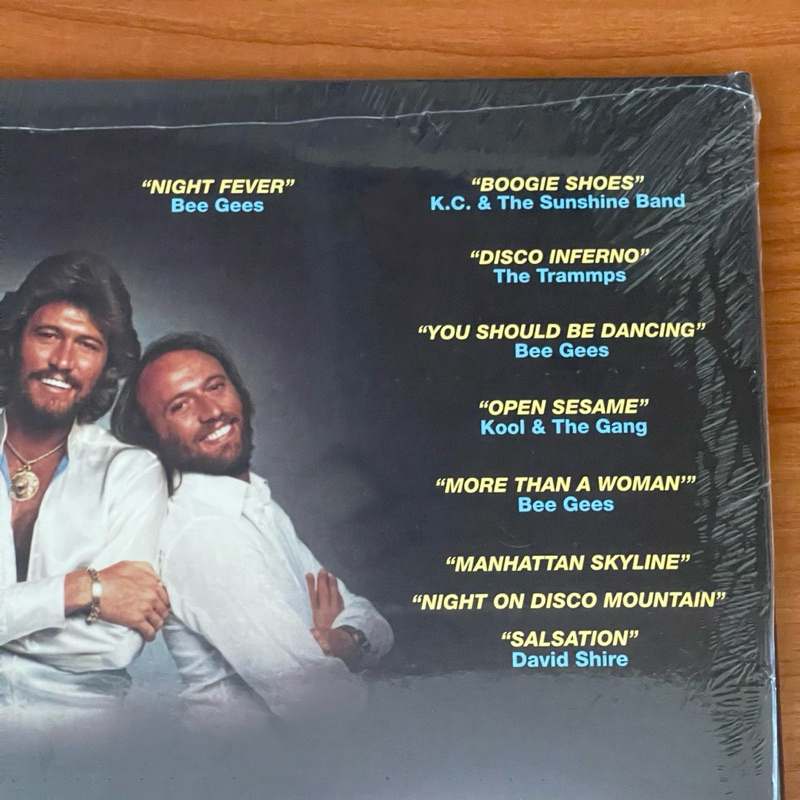 “NIGHT FEVER”
Bee Gees
“BOOGIE SHOES”
K.C. & The Sunshine Band
“DISCO INFERNO”
The Trammps
“YOU SHOULD BE DANCING”
Bee Gees
“OPEN SESAME”
Kool & The Gang
“MORE THAN A WOMAN’”
Bee Gees
“MANHATTAN SKYLINE”
“NIGHT ON DISCO MOUNTAIN”
“SALSATION”
David Shire